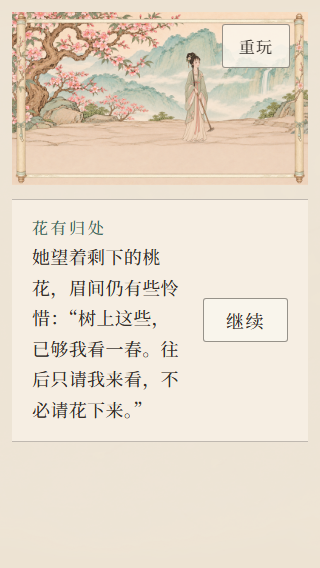 重玩
花有归处
她望着剩下的桃
花，眉间仍有些怜
惜：“树上这些，
已够我看一春。往
后只请我来看，不
必请花下来。”
继续